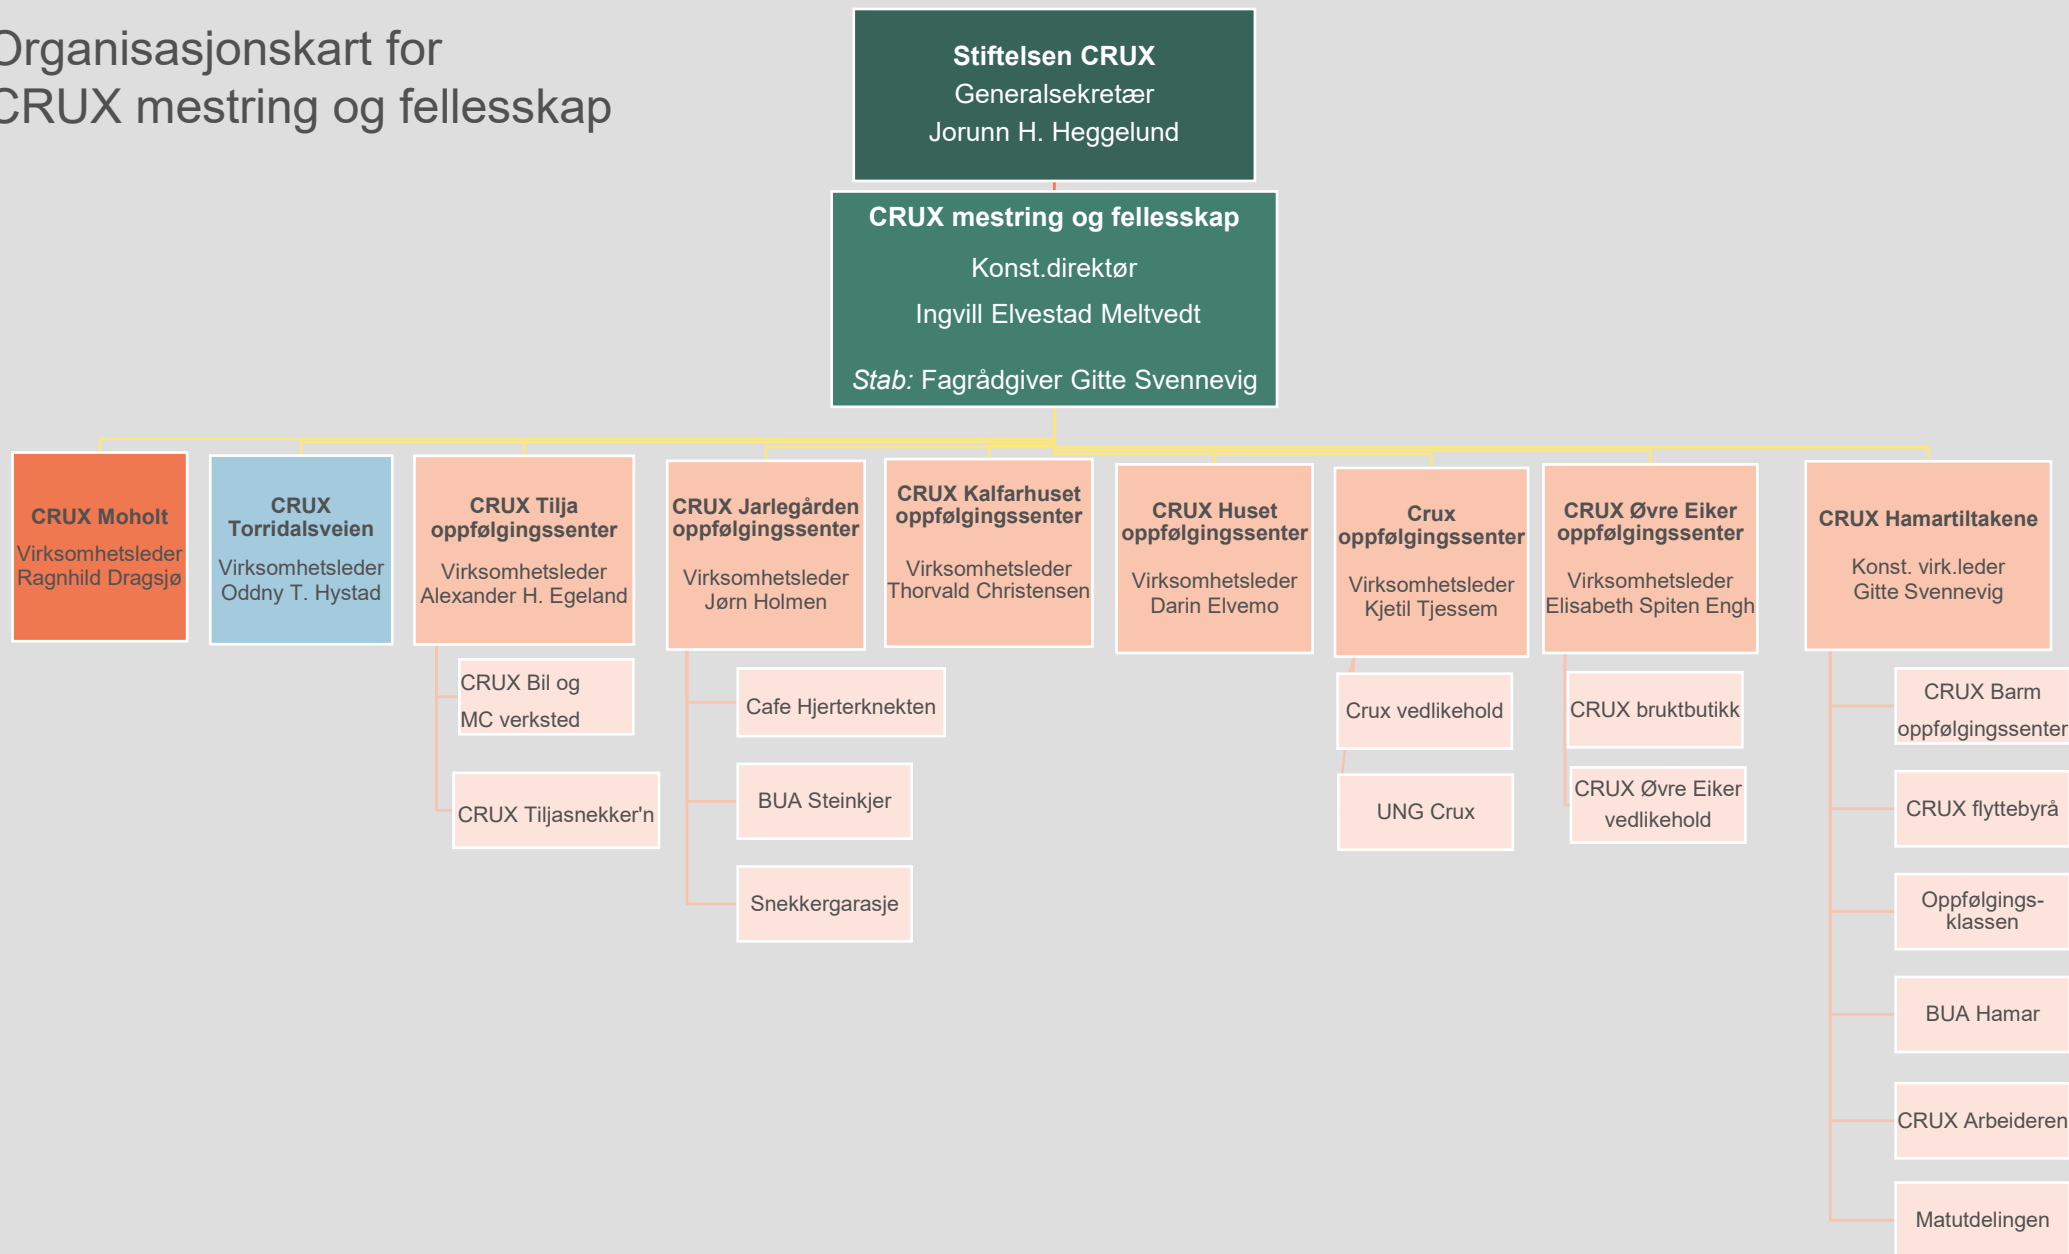 Organisasjonskart for
CRUX mestring og fellesskap
Stiftelsen CRUX
Generalsekretær
Jorunn H. Heggelund
CRUX mestring og fellesskap
Konst.direktør
Ingvill Elvestad Meltvedt
Stab: Fagrådgiver Gitte Svennevig
CRUX Moholt
Virksomhetsleder
Ragnhild Dragsjø
CRUX
Torridalsveien
Virksomhetsleder
Oddny T. Hystad
CRUX Tilja
oppfølgingssenter
Virksomhetsleder
Alexander H. Egeland
CRUX Bil og
MC verksted
CRUX Tiljasnekker'n
CRUX Jarlegården
oppfølgingssenter
Virksomhetsleder
Jørn Holmen
Cafe Hjerterknekten
BUA Steinkjer
Snekkergarasje
CRUX Kalfarhuset
oppfølgingssenter
Virksomhetsleder
Thorvald Christensen
CRUX Huset
oppfølgingssenter
Virksomhetsleder
Darin Elvemo
Crux
oppfølgingssenter
Virksomhetsleder
Kjetil Tjessem
Crux vedlikehold
UNG Crux
CRUX Øvre Eiker
oppfølgingssenter
Virksomhetsleder
Elisabeth Spiten Engh
CRUX bruktbutikk
CRUX Øvre Eiker
vedlikehold
CRUX Hamartiltakene
Konst. virk.leder
Gitte Svennevig
CRUX Barm
oppfølgingssenter
CRUX flyttebyrå
Oppfølgings-
klassen
BUA Hamar
CRUX Arbeideren
Matutdelingen